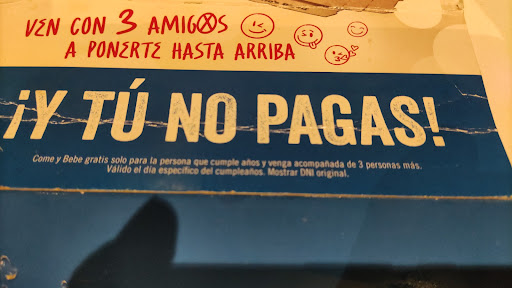 VEN CON 3 AMIGXS
A PONERTE HASTA ARRIBA
¡Y TÚ NO PAGAS!
Come y Bebe gratis solo para la persona que cumple años y venga acompañada de 3 personas más.
Válido el día específico del cumpleaños. Mostrar DNI original.